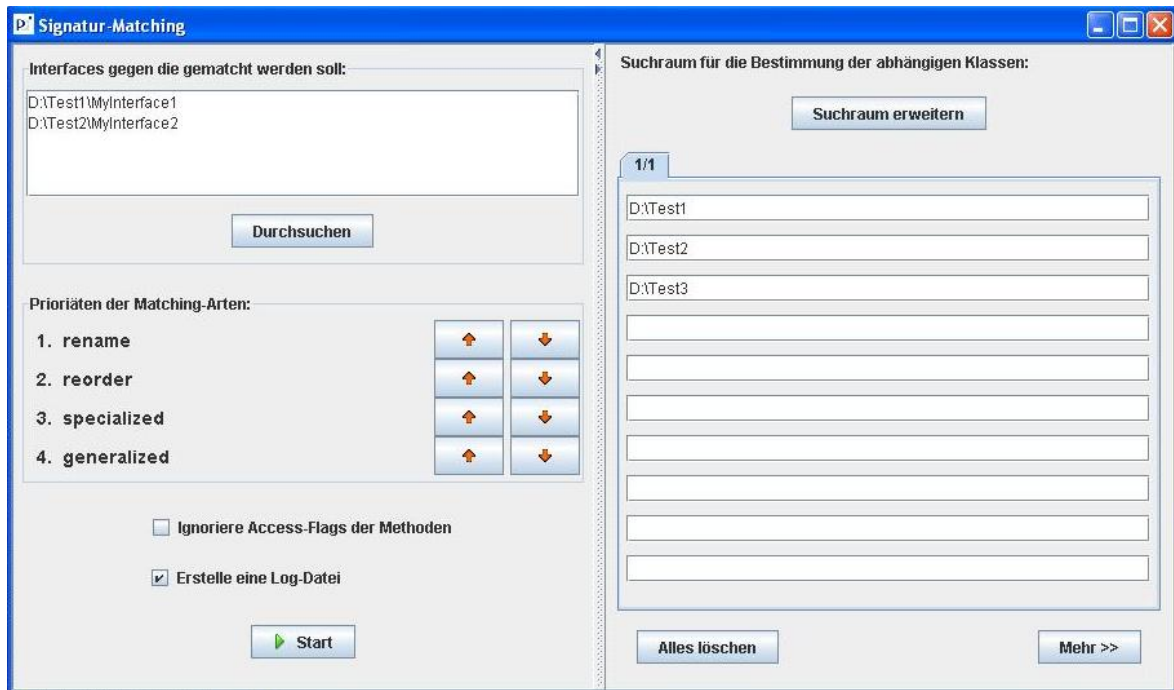 Signatur-Matching
Interfaces gegen die gematcht werden soll:
D:\Test1\MyInterface1
D:\Test2\MyInterface2
Durchsuchen
Prioriäten der Matching-Arten:
1. rename
2. reorder
3. specialized
4. generalized
Ignoriere Access-Flags der Methoden
Erstelle eine Log-Datei
Start
Suchraum für die Bestimmung der abhängigen Klassen:
Suchraum erweitern
1/1
D:\Test1
D:\Test2
D:\Test3
Alles löschen
Mehr >>